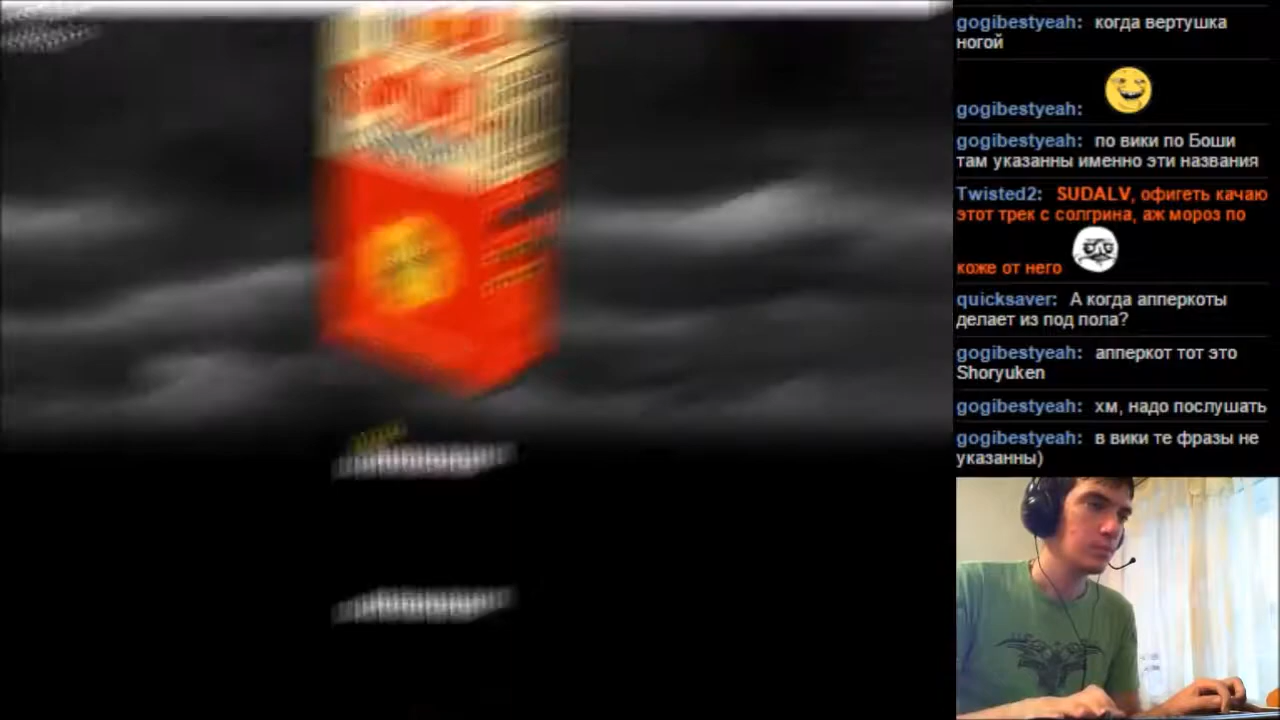 gogibestyeah: когда вертушка
ногой
gogibestyeah:
gogibestyeah: по вики по Боши
там указанны именно эти названия
Twisted2: SUDALV, офигеть качаю
этот трек с солгрина, аж мороз по
коже от него
quicksaver: А когда апперкоты
делает из под пола?
gogibestyeah: апперкот тот это
Shoryuken
gogibestyeah: хм, надо послушать
gogibestyeah: в вики те фразы не
указанны)